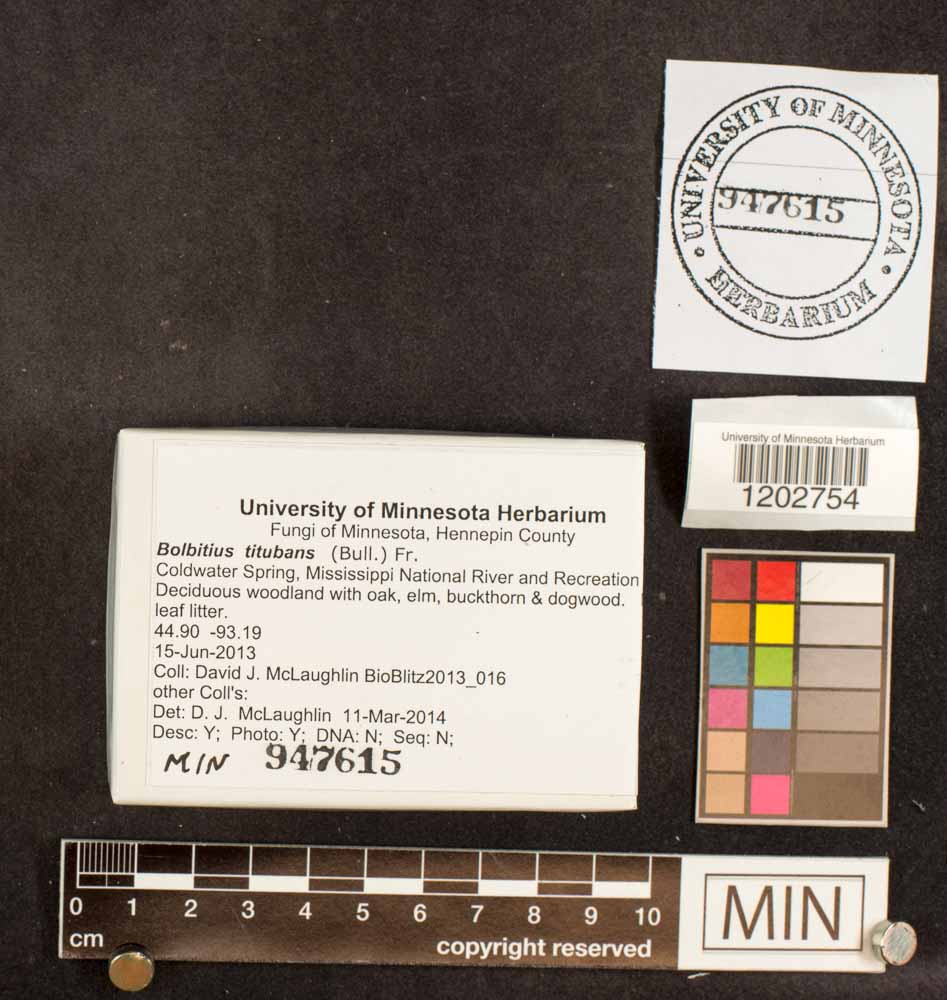 UNIVERSITY OF MINNESOTA
947615
HERBARIUM
University of Minnesota Herbarium
1202754
University of Minnesota Herbarium
Fungi of Minnesota, Hennepin County
Bolbitius titubans (Bull.) Fr.
Coldwater Spring, Mississippi National River and Recreation
Deciduous woodland with oak, elm, buckthorn & dogwood.
leaf litter.
44.90 -93.19
15-Jun-2013
Coll: David J. McLaughlin BioBlitz2013_016
other Coll's:
Det: D. J. McLaughlin 11-Mar-2014
Desc: Y; Photo: Y; DNA: N; Seq: N;
MIN 947615
0 1 2 3 4 5 6 7 8 9 10
cm
copyright reserved
MIN